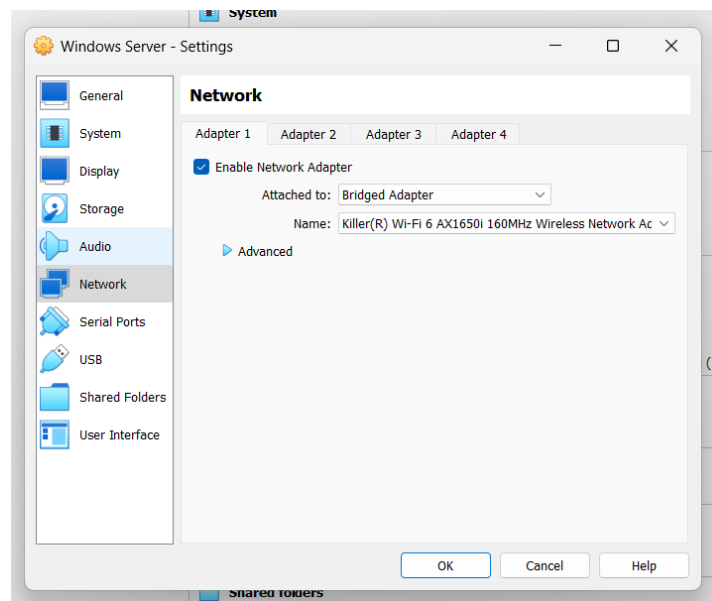 System
Windows Server - Settings
General
System
Display
Storage
Audio
Network
Serial Ports
USB
Shared Folders
User Interface
Network
Adapter 1 Adapter 2 Adapter 3 Adapter 4
Enable Network Adapter
Attached to: Bridged Adapter
Name: Killer(R) Wi-Fi 6 AX1650i 160MHz Wireless Network Ac
Advanced
(
OK Cancel Help
Shared folders